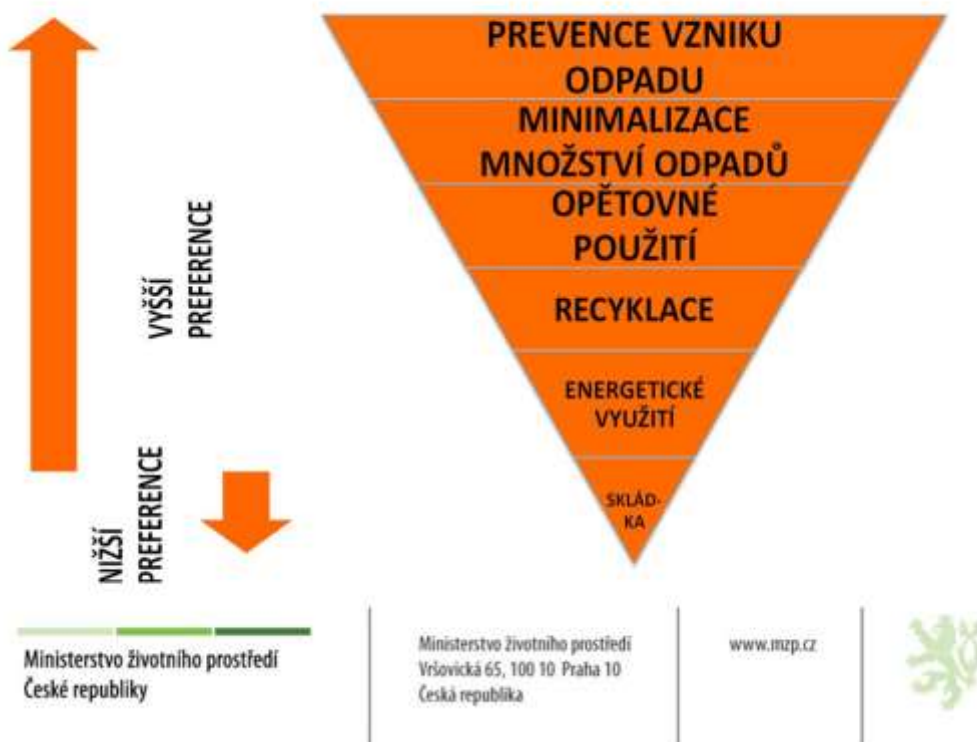 PREVENCE VZNIKU
ODPADU
MINIMALIZACE
MNOŽSTVÍ ODPADŮ
OPĚTOVNÉ
POUŽITÍ
RECYKLACE
ENERGETICKÉ
VYUŽITÍ
SKLÁD-
KA
VYŠŠÍ
PREFERENCE
NIŽŠÍ
PREFERENCE
Ministerstvo životního prostředí
České republiky
Ministerstvo životního prostředí
Vršovická 65, 100 10 Praha 10
Česká republika
www.mzp.cz